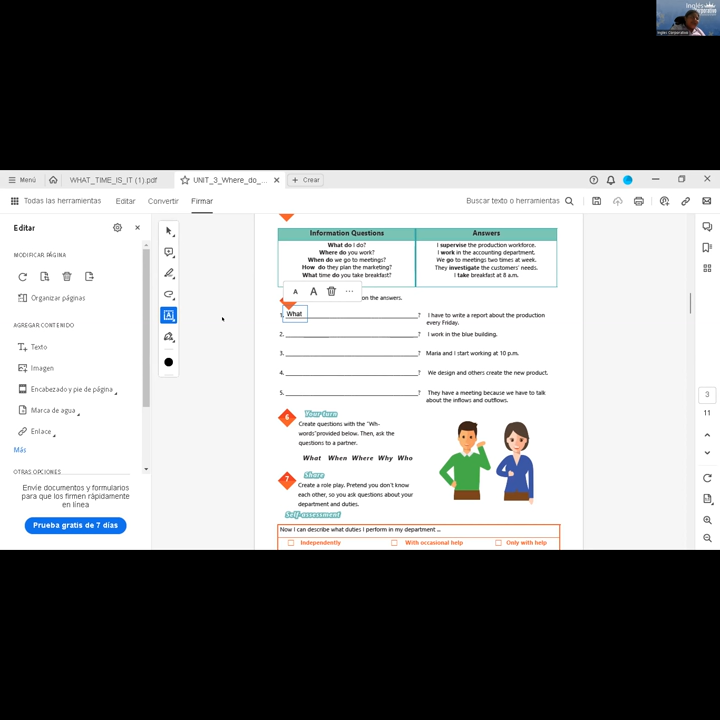 Inglés
Corporativo
Inglés Corporativo
Menú
WHAT_TIME_IS_IT (1).pdf
UNIT_3_Where_do_...
Crear
Todas las herramientas
Editar
Convertir
Firmar
Buscar texto o herramientas
Editar
MODIFICAR PÁGINA
Organizar páginas
AGREGAR CONTENIDO
Texto
Imagen
Encabezado y pie de página
Marca de agua
Enlace
Más
OTRAS OPCIONES
Envíe documentos y formularios
para que los firmen rápidamente
en línea
Prueba gratis de 7 días
Information Questions
Answers
What do I do?
I supervise the production workforce.
Where do you work?
I work in the accounting department.
When do we go to meetings?
We go to meetings two times at week.
How do they plan the marketing?
They investigate the customers' needs.
What time do you take breakfast?
I take breakfast at 8 a.m.
A A ...
on the answers.
1. What ? I have to write a report about the production
every Friday.
2. ? I work in the blue building.
3. ? Maria and I start working at 10 p.m.
4. ? We design and others create the new product.
5. ? They have a meeting because we have to talk
about the inflows and outflows.
6 Your turn
Create questions with the "Wh-
words"provided below. Then, ask the
questions to a partner.
What When Where Why Who
7 Share
Create a role play. Pretend you don't know
each other, so you ask questions about your
department and duties.
Self-assessment
Now I can describe what duties I perform in my department ...
Independently
With occasional help
Only with help
3
11